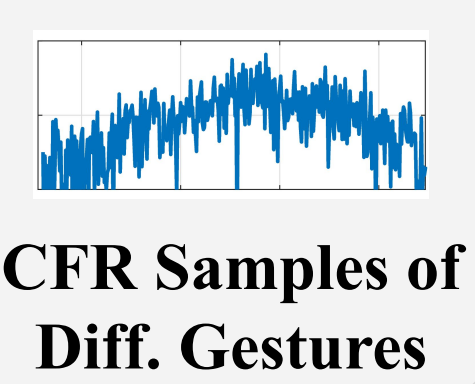 CFR Samples of
Diff. Gestures